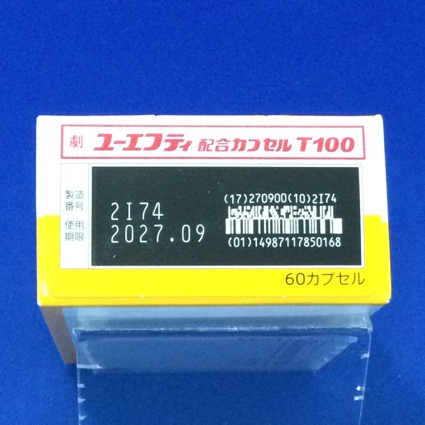 劇 ユーエフティ 配合カプセル T100
製造番号 2I74
使用期限 2027.09
(17)270900(10)2I74
(01)14987117850168
60カプセル